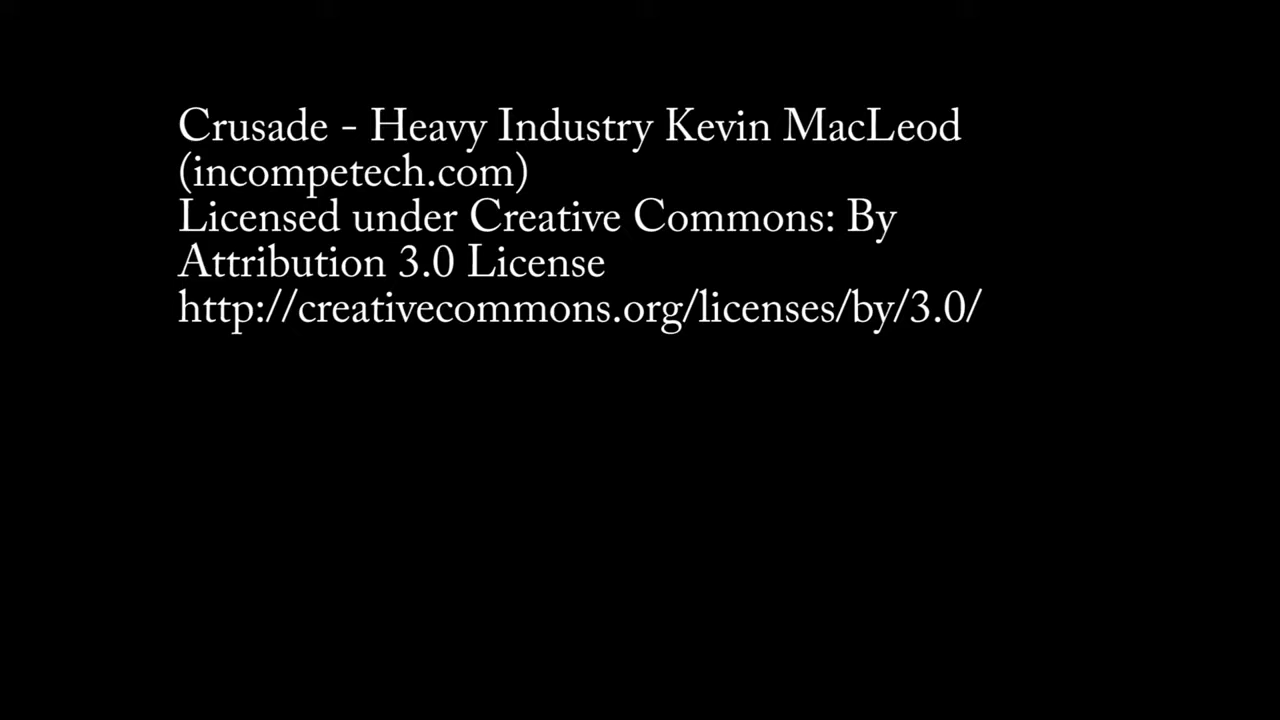 Crusade - Heavy Industry Kevin MacLeod
(incompetech.com)
Licensed under Creative Commons: By
Attribution 3.0 License
http://creativecommons.org/licenses/by/3.0/